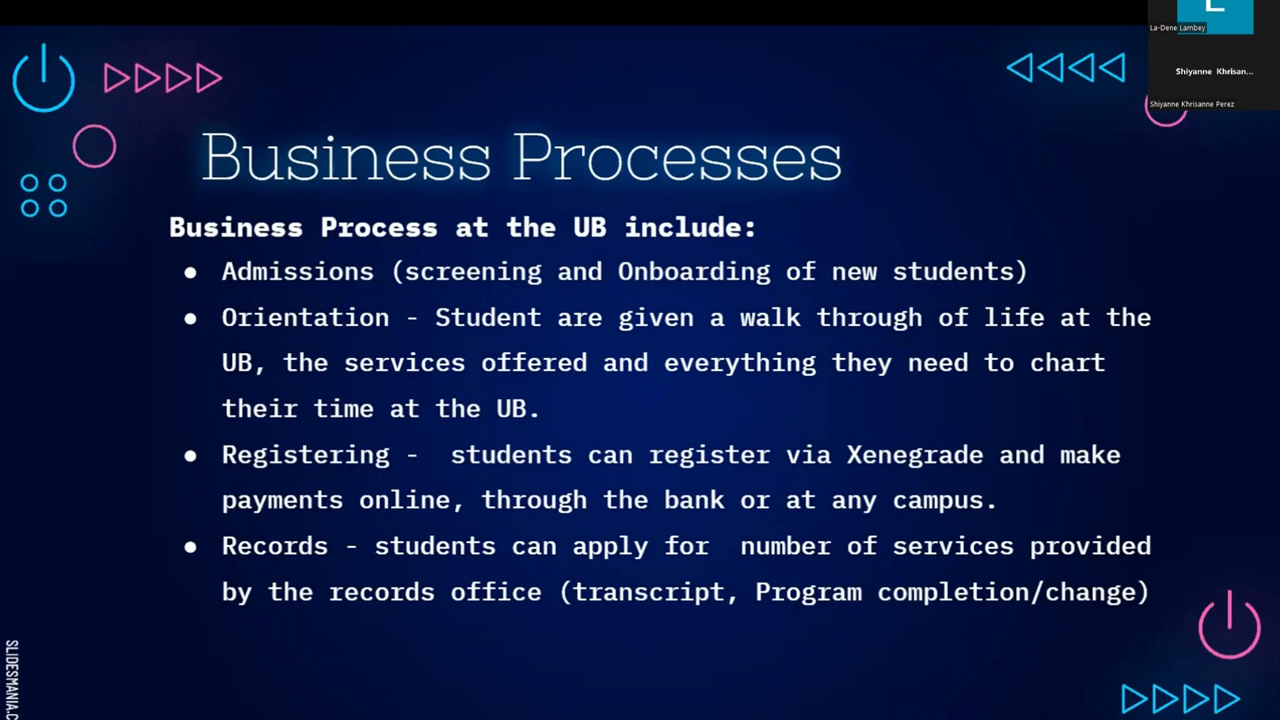 L
La-Dene Lambey
Shiyanne Khrisan...
Shiyanne Khrisanne Perez
Business Processes
Business Process at the UB include:
● Admissions (screening and Onboarding of new students)
● Orientation - Student are given a walk through of life at the
UB, the services offered and everything they need to chart
their time at the UB.
● Registering - students can register via Xenegrade and make
payments online, through the bank or at any campus.
● Records - students can apply for number of services provided
by the records office (transcript, Program completion/change)
SLIDESMANIA.C